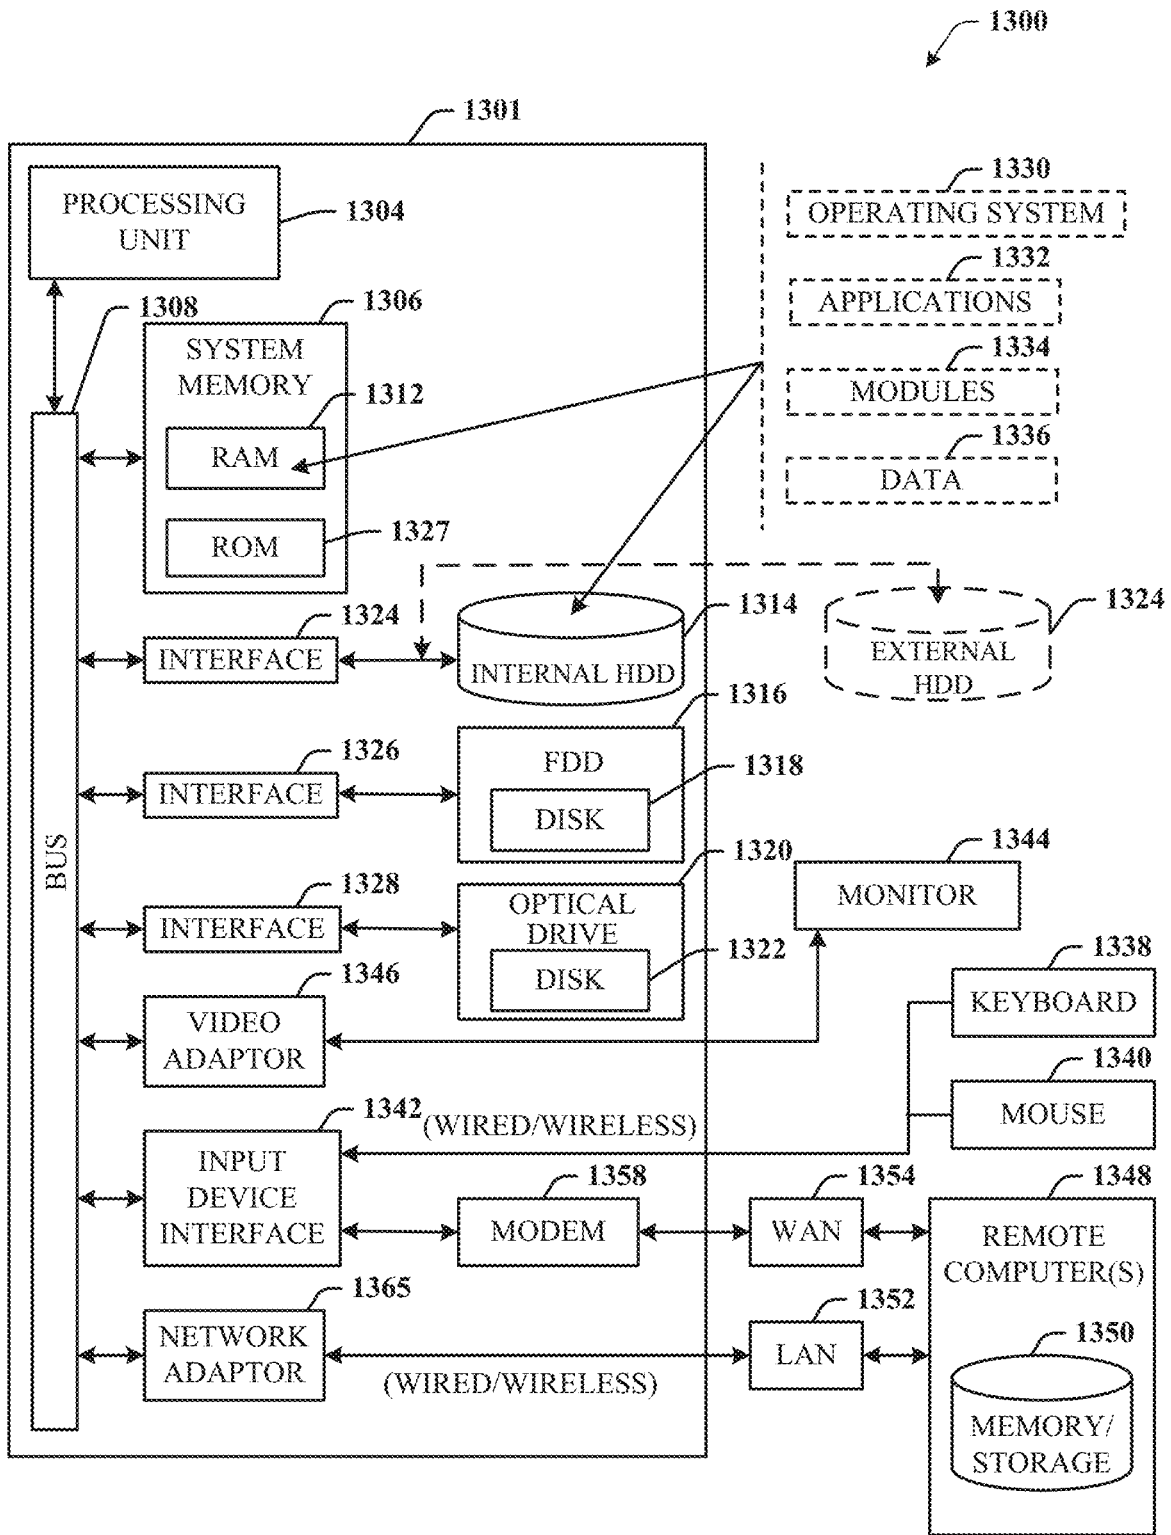 1300
1301
PROCESSING
UNIT
1304
1308
1306
SYSTEM
MEMORY
1312
RAM
ROM
1327
1330
OPERATING SYSTEM
1332
APPLICATIONS
1334
MODULES
1336
DATA
BUS
1324
INTERFACE
1314
INTERNAL HDD
1324
EXTERNAL
HDD
1326
INTERFACE
1316
FDD
1318
DISK
1328
INTERFACE
1320
OPTICAL
DRIVE
1322
DISK
1344
MONITOR
1346
VIDEO
ADAPTOR
1338
KEYBOARD
1340
MOUSE
1342
(WIRED/WIRELESS)
INPUT
DEVICE
INTERFACE
1358
MODEM
1354
WAN
1348
REMOTE
COMPUTER(S)
1365
NETWORK
ADAPTOR
(WIRED/WIRELESS)
1352
LAN
1350
MEMORY/
STORAGE